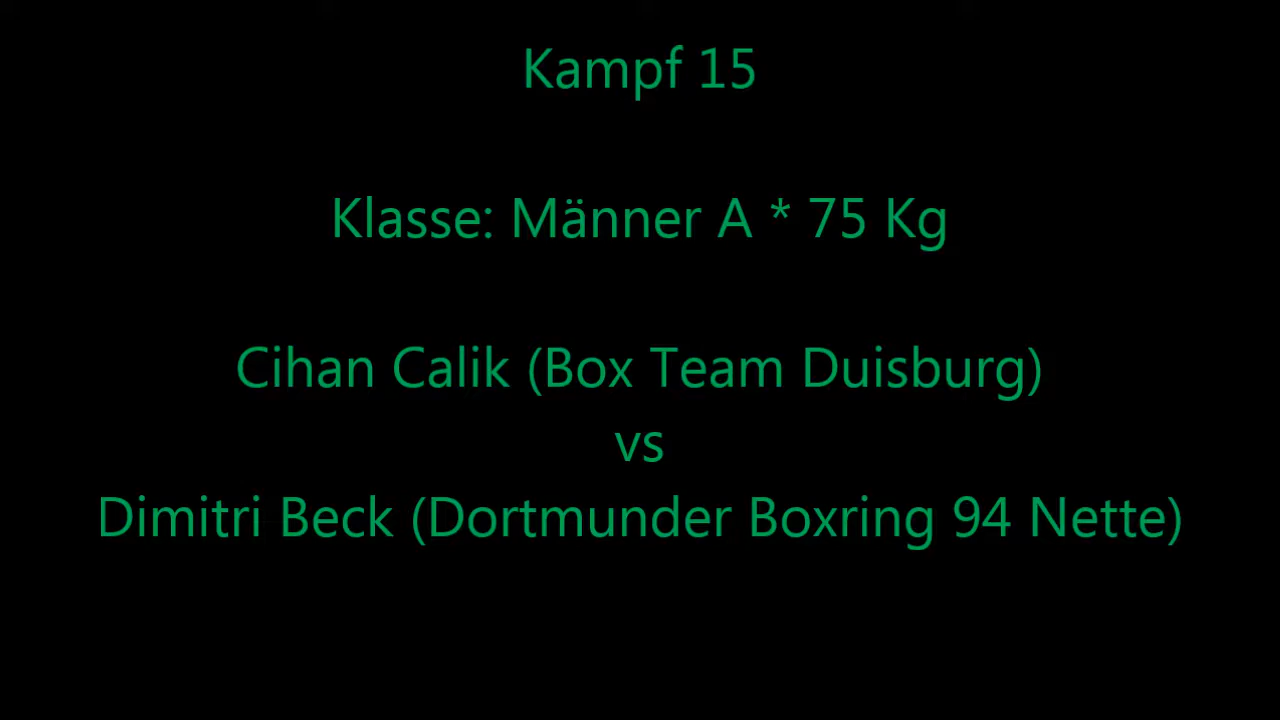 Kampf 15
Klasse: Männer A * 75 Kg
Cihan Calik (Box Team Duisburg)
vs
Dimitri Beck (Dortmunder Boxring 94 Nette)